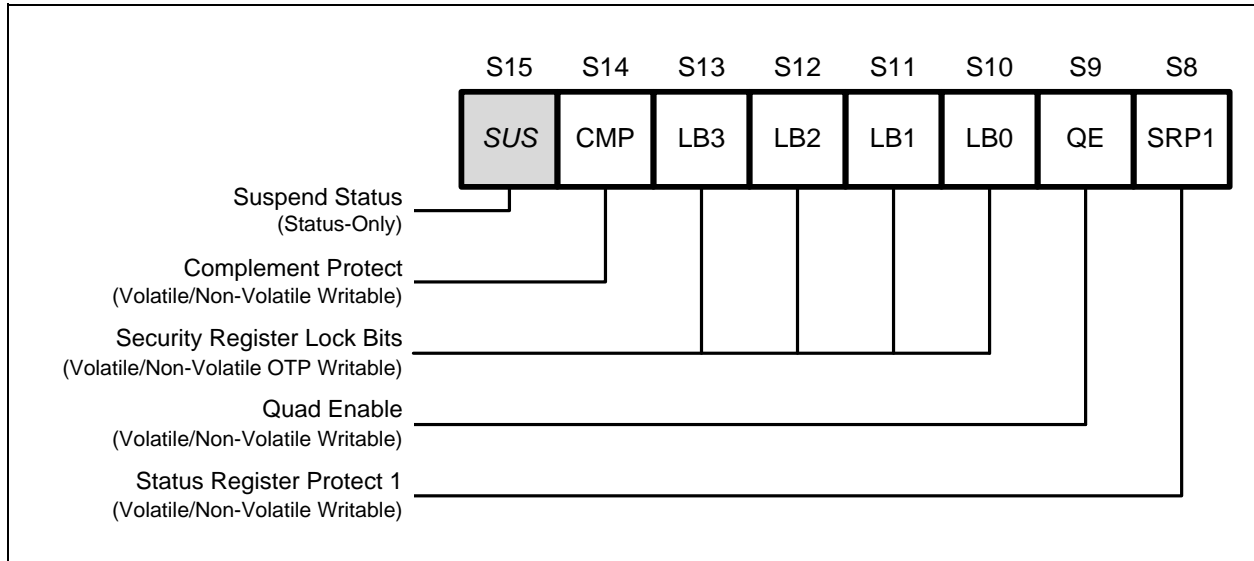 S15 S14 S13 S12 S11 S10 S9 S8
SUS CMP LB3 LB2 LB1 LB0 QE SRP1
Suspend Status
(Status-Only)
Complement Protect
(Volatile/Non-Volatile Writable)
Security Register Lock Bits
(Volatile/Non-Volatile OTP Writable)
Quad Enable
(Volatile/Non-Volatile Writable)
Status Register Protect 1
(Volatile/Non-Volatile Writable)